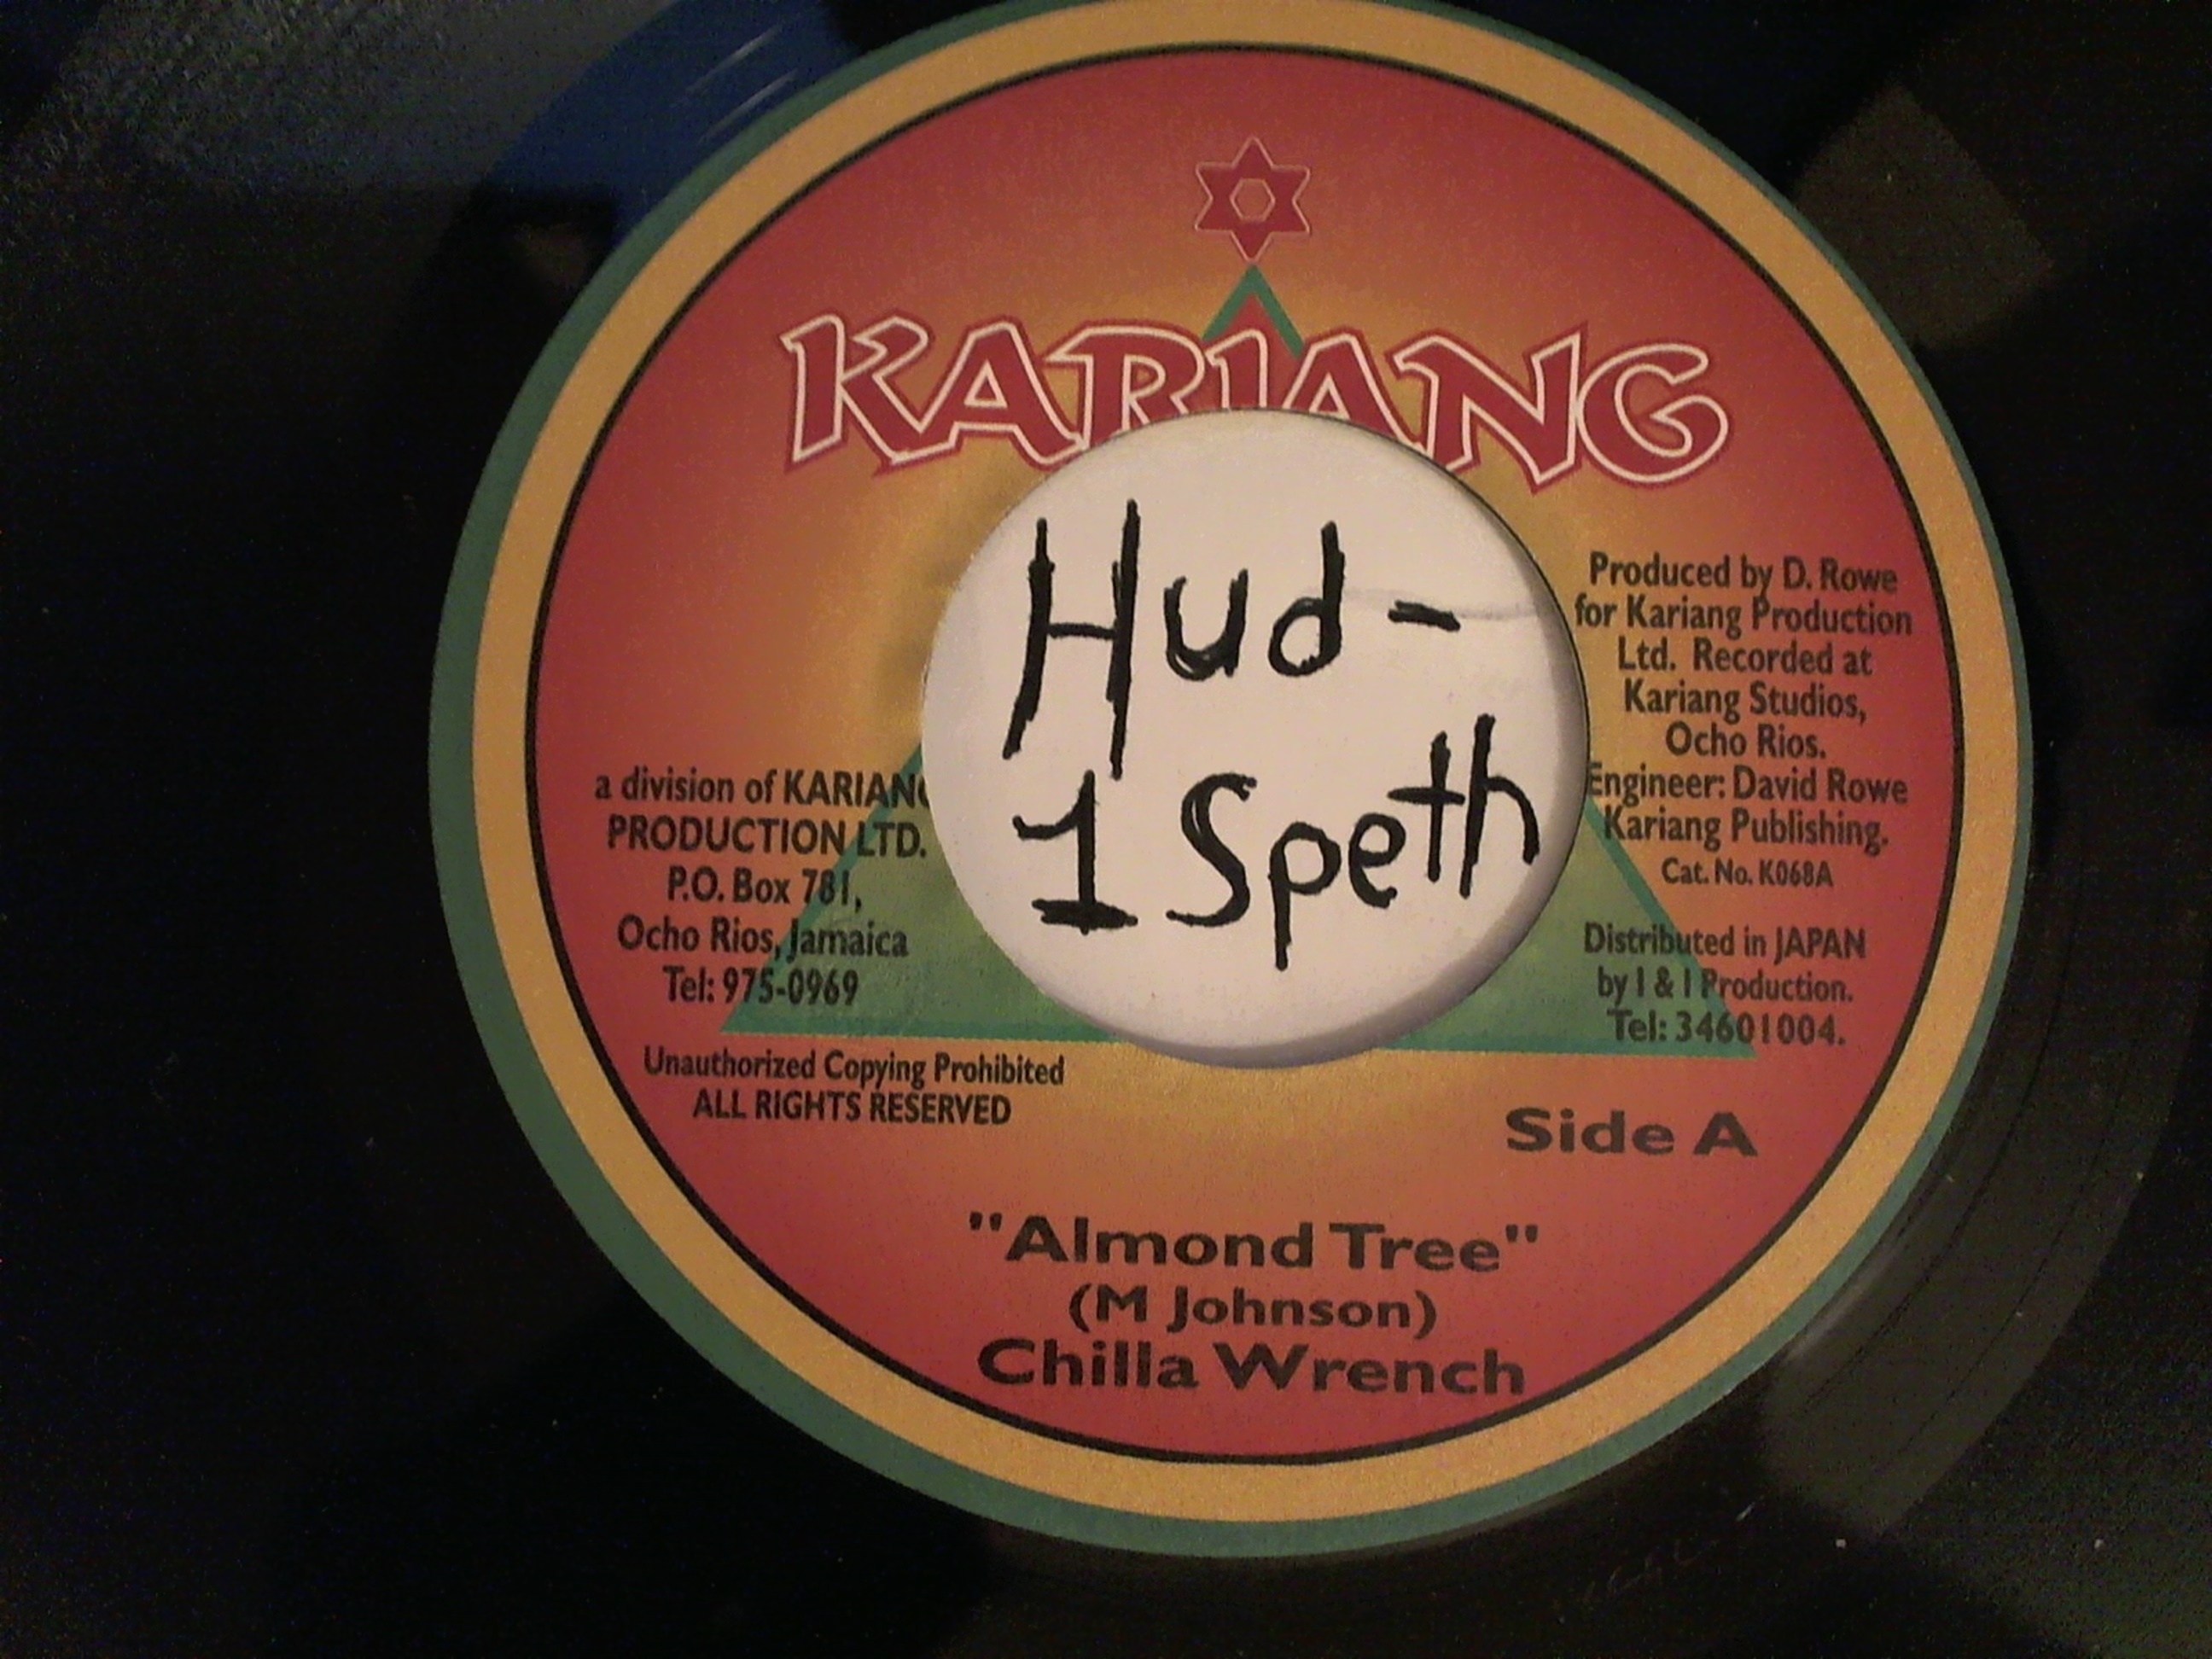 KARIANG
Hud-
1 Speth
Produced by D. Rowe
for Kariang Production
Ltd. Recorded at
Kariang Studios,
Ocho Rios.
Engineer: David Rowe
Kariang Publishing.
Cat. No. K068A
Distributed in JAPAN
by I & I Production.
Tel: 34601004.
a division of KARIANG
PRODUCTION LTD.
P.O. Box 781,
Ocho Rios, Jamaica
Tel: 975-0969
Unauthorized Copying Prohibited
ALL RIGHTS RESERVED
Side A
"Almond Tree"
(M Johnson)
Chilla Wrench